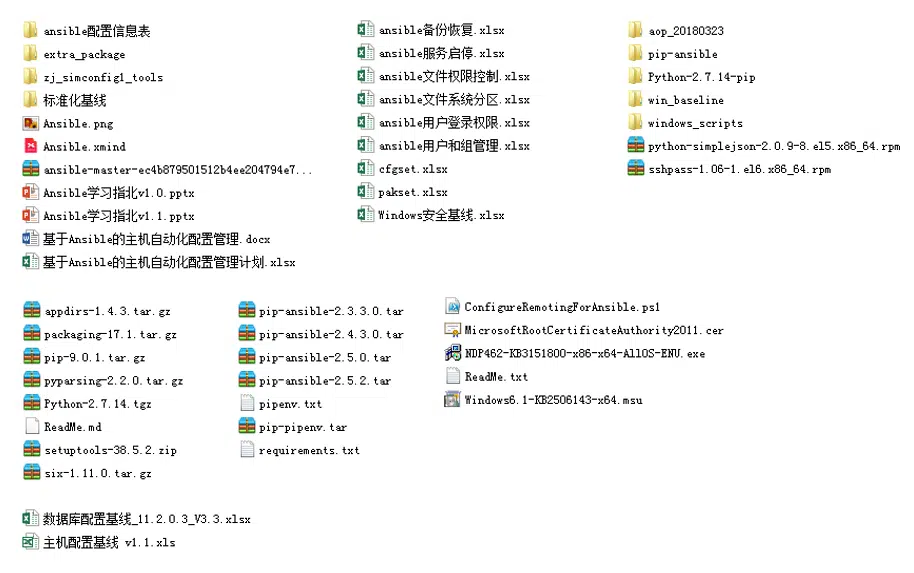 ansible配置信息表
extra_package
zj_simconfig1_tools
标准化基线
Ansible.png
Ansible.xmind
ansible-master-ec4b879501512b4ee204794e7...
Ansible学习指北v1.0.pptx
Ansible学习指北v1.1.pptx
基于Ansible的主机自动化配置管理.docx
基于Ansible的主机自动化配置管理计划.xlsx
ansible备份恢复.xlsx
ansible服务启停.xlsx
ansible文件权限控制.xlsx
ansible文件系统分区.xlsx
ansible用户登录权限.xlsx
ansible用户和组管理.xlsx
cfgset.xlsx
pakset.xlsx
Windows安全基线.xlsx
aop_20180323
pip-ansible
Python-2.7.14-pip
win_baseline
windows_scripts
python-simplejson-2.0.9-8.el5.x86_64.rpm
sshpass-1.06-1.el6.x86_64.rpm
appdirs-1.4.3.tar.gz
packaging-17.1.tar.gz
pip-9.0.1.tar.gz
pyparsing-2.2.0.tar.gz
Python-2.7.14.tgz
ReadMe.md
setuptools-38.5.2.zip
six-1.11.0.tar.gz
pip-ansible-2.3.3.0.tar
pip-ansible-2.4.3.0.tar
pip-ansible-2.5.0.tar
pip-ansible-2.5.2.tar
pipenv.txt
pip-pipenv.tar
requirements.txt
ConfigureRemotingForAnsible.ps1
MicrosoftRootCertificateAuthority2011.cer
NDP462-KB3151800-x86-x64-AllOS-ENU.exe
ReadMe.txt
Windows6.1-KB2506143-x64.msu
数据库配置基线_11.2.0.3_V3.3.xlsx
主机配置基线 v1.1.xls